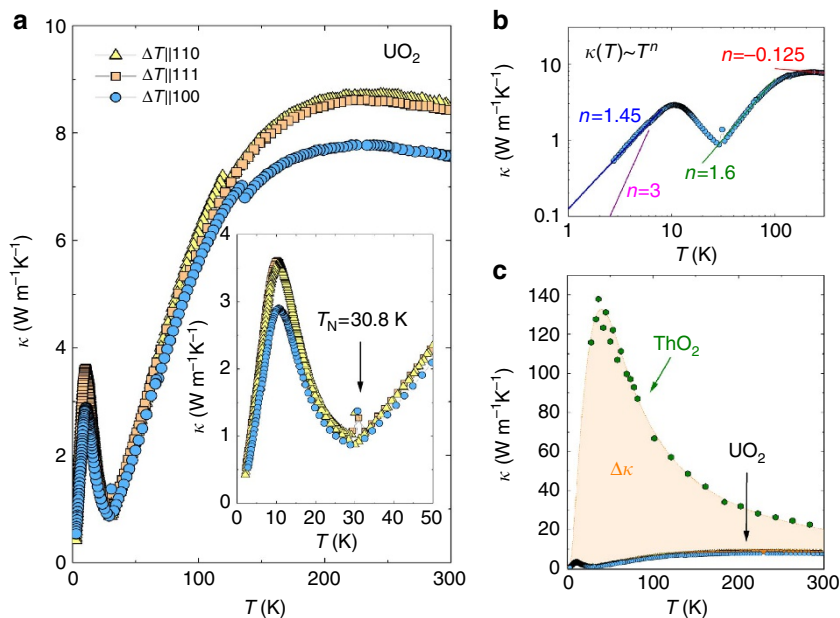 a
UO₂
ΔT||110
ΔT||111
ΔT||100
κ (W m⁻¹K⁻¹)
10
8
6
4
2
0
0 100 150 200 250 300
T (K)
κ (W m⁻¹K⁻¹)
4
3
2
1
0
0 10 20 30 40 50
T (K)
T_N=30.8 K
b
κ(T)~Tⁿ
n=–0.125
n=1.45
n=3
n=1.6
κ (W m⁻¹K⁻¹)
10
1
0.1
1 10 100
T (K)
c
κ (W m⁻¹K⁻¹)
140
120
100
80
60
40
20
0
ThO₂
UO₂
Δκ
0 100 200 300
T (K)